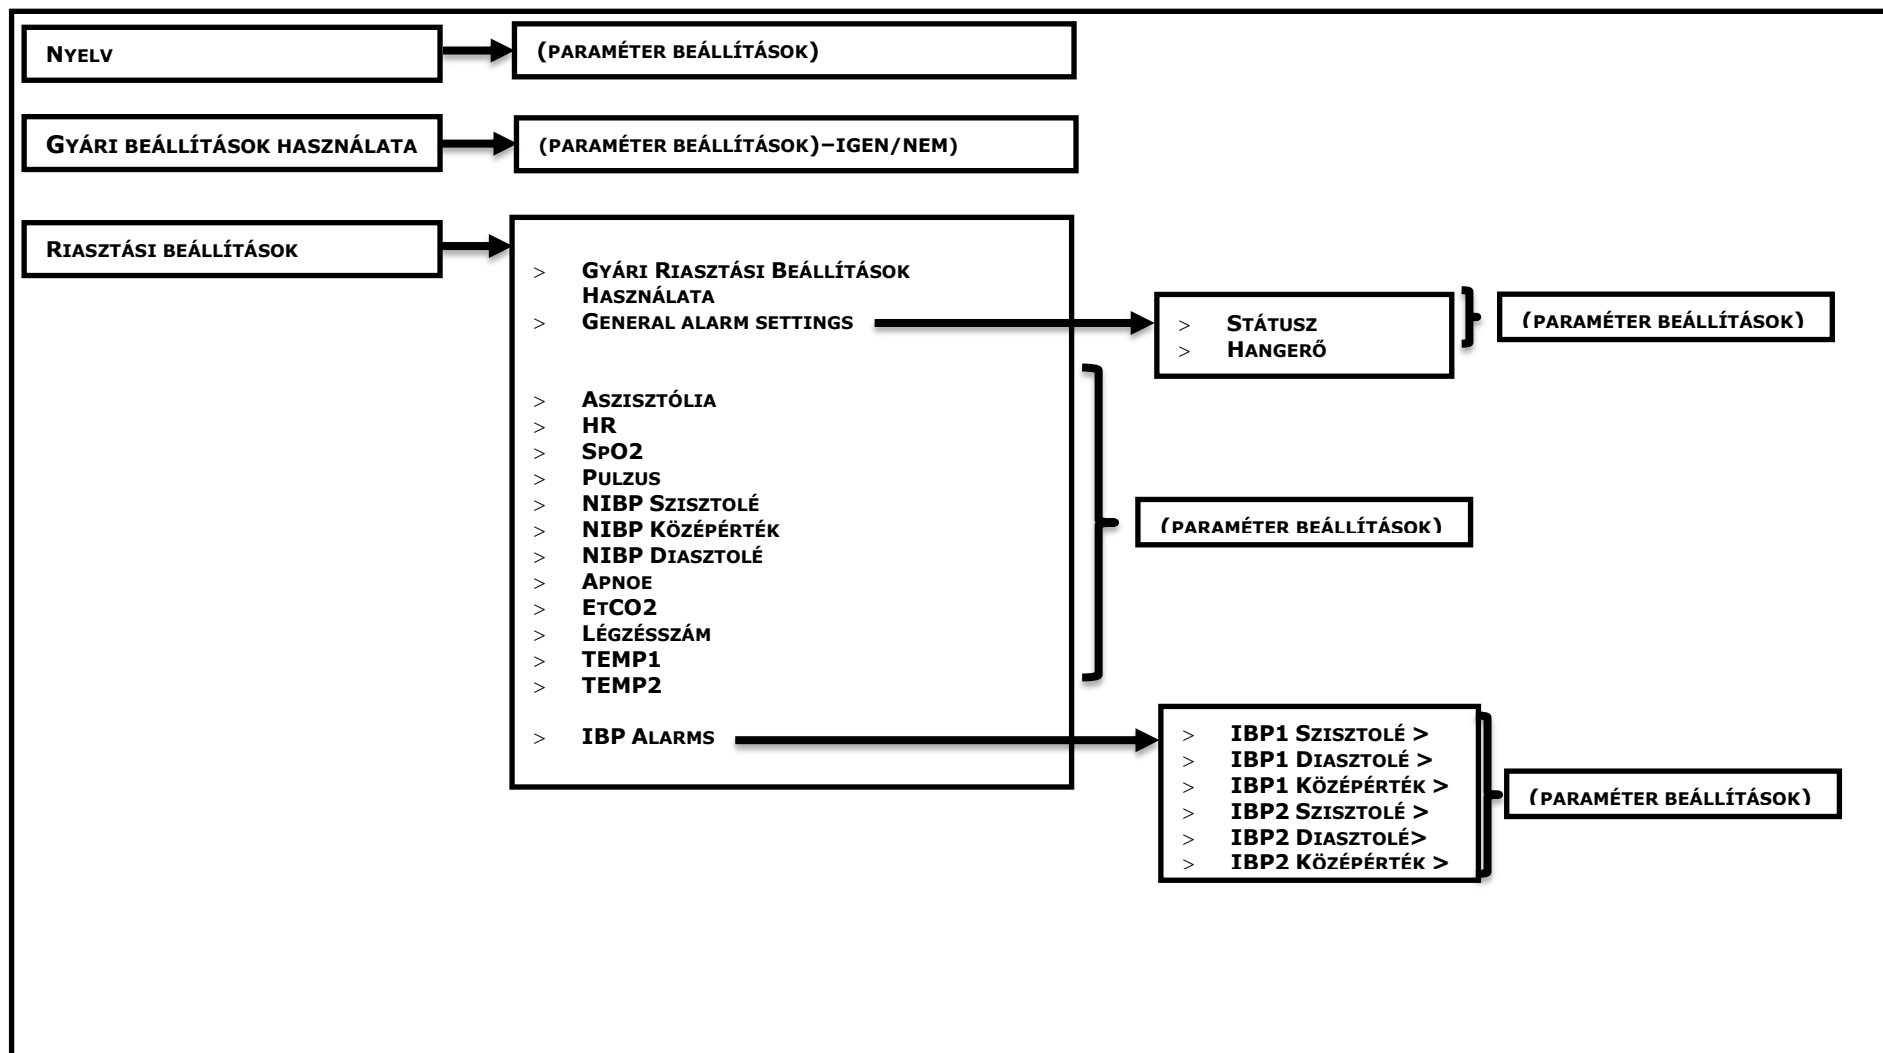 NYELV
(PARAMÉTER BEÁLLÍTÁSOK)
GYÁRI BEÁLLÍTÁSOK HASZNÁLATA
(PARAMÉTER BEÁLLÍTÁSOK)–IGEN/NEM)
RIASZTÁSI BEÁLLÍTÁSOK
> GYÁRI RIASZTÁSI BEÁLLÍTÁSOK
HASZNÁLATA
> GENERAL ALARM SETTINGS
> STÁTUSZ
> HANGERŐ
(PARAMÉTER BEÁLLÍTÁSOK)
> ASZISZTÓLIA
> HR
> SPO2
> PULZUS
> NIBP SZISZTOLÉ
> NIBP KÖZÉPÉRTÉK
> NIBP DIASZTOLÉ
> APNOE
> ETCO2
> LÉGZÉSSZÁM
> TEMP1
> TEMP2
(PARAMÉTER BEÁLLÍTÁSOK)
> IBP ALARMS
> IBP1 SZISZTOLÉ >
> IBP1 DIASZTOLÉ >
> IBP1 KÖZÉPÉRTÉK >
> IBP2 SZISZTOLÉ >
> IBP2 DIASZTOLÉ>
> IBP2 KÖZÉPÉRTÉK >
(PARAMÉTER BEÁLLÍTÁSOK)